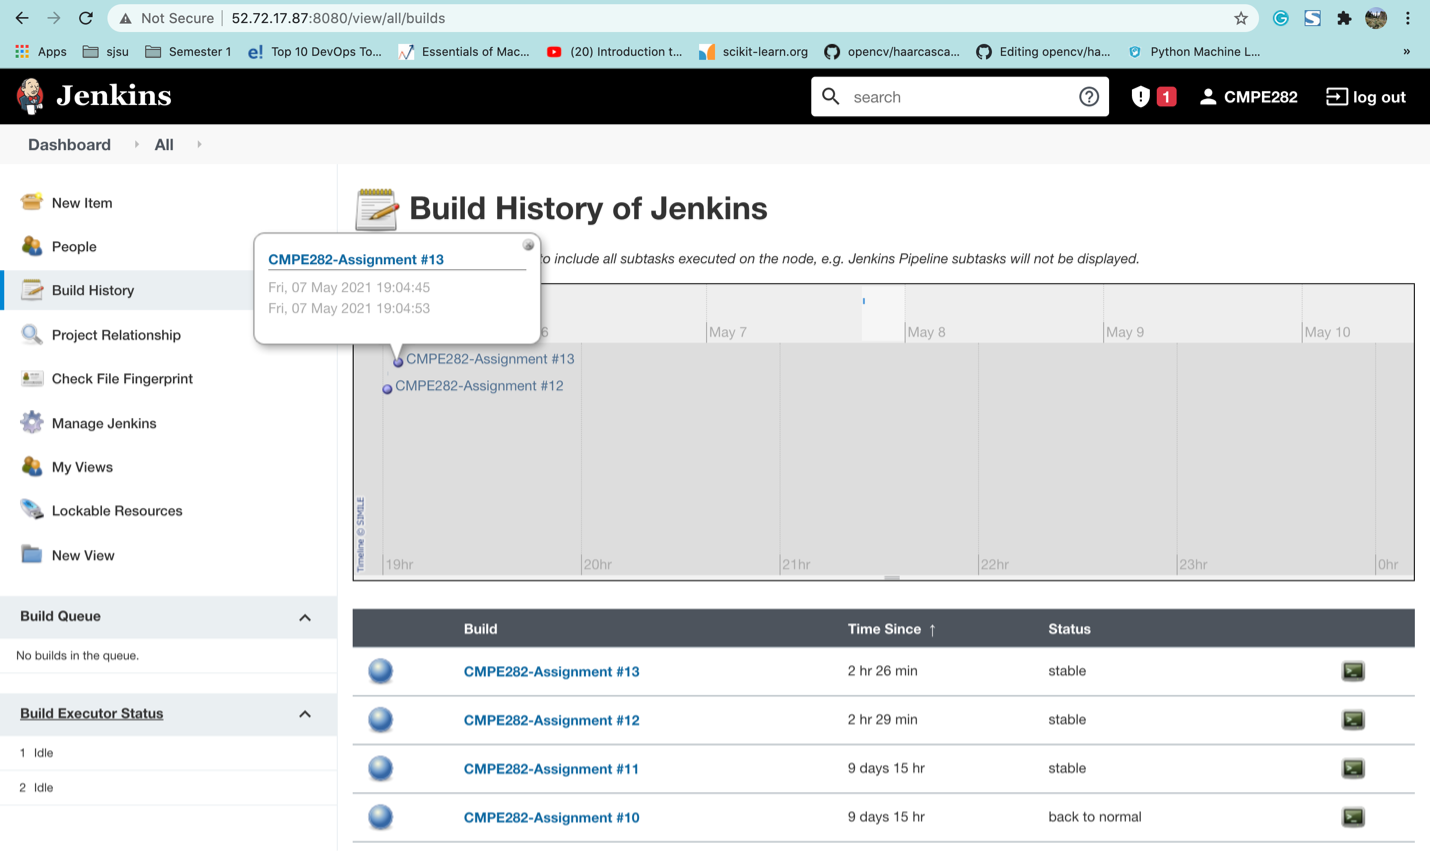 Not Secure 52.72.17.87:8080/view/all/builds
Apps sjsu Semester 1 e! Top 10 DevOps To... Essentials of Mac... (20) Introduction t... scikit-learn.org opencv/haarcasca... Editing opencv/ha... Python Machine L... »
Jenkins search 1 CMPE282 log out
Dashboard All
New Item
People
Build History
Project Relationship
Check File Fingerprint
Manage Jenkins
My Views
Lockable Resources
New View
Build Queue
No builds in the queue.
Build Executor Status
1 Idle
2 Idle
Build History of Jenkins
to include all subtasks executed on the node, e.g. Jenkins Pipeline subtasks will not be displayed.
CMPE282-Assignment #13
Fri, 07 May 2021 19:04:45
Fri, 07 May 2021 19:04:53
6 May 7 May 8 May 9 May 10
CMPE282-Assignment #13
CMPE282-Assignment #12
Timeline © SIMILE
19hr 20hr 21hr 22hr 23hr 0hr
Build Time Since ↑ Status
CMPE282-Assignment #13 2 hr 26 min stable
CMPE282-Assignment #12 2 hr 29 min stable
CMPE282-Assignment #11 9 days 15 hr stable
CMPE282-Assignment #10 9 days 15 hr back to normal